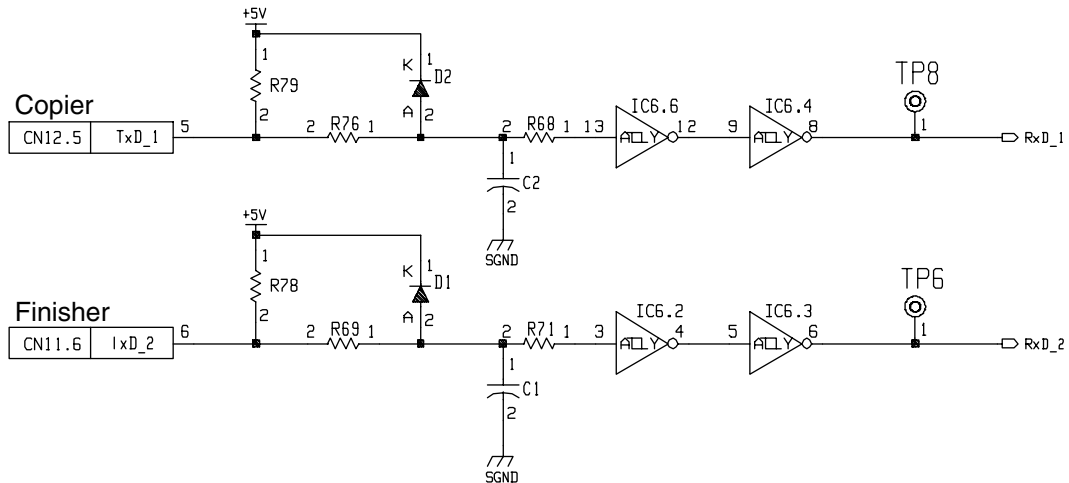 +5V
1
R79
2
K
1
D2
A
2
TP8
Copier
CN12.5 TxD_1
5
2 R76 1
2 R68 1
13 IC6.6 12
9 IC6.4 8
1
RxD_1
1
C2
2
SGND
+5V
1
R78
2
K
1
D1
A
2
TP6
Finisher
CN11.6
6
2 R69 1
2 R71 1
3 IC6.2 4
5 IC6.3 6
1
RxD_2
1
C1
2
SGND